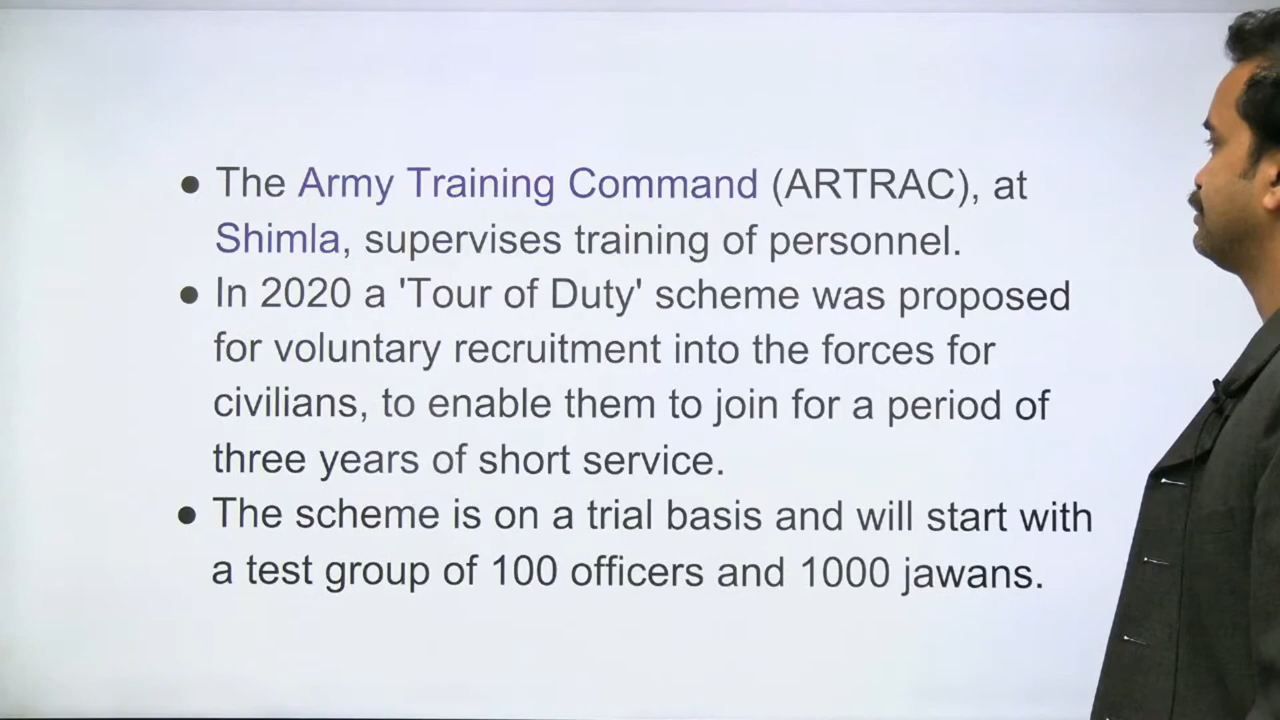 ● The Army Training Command (ARTRAC), at
Shimla, supervises training of personnel.
● In 2020 a 'Tour of Duty' scheme was proposed
for voluntary recruitment into the forces for
civilians, to enable them to join for a period of
three years of short service.
● The scheme is on a trial basis and will start with
a test group of 100 officers and 1000 jawans.